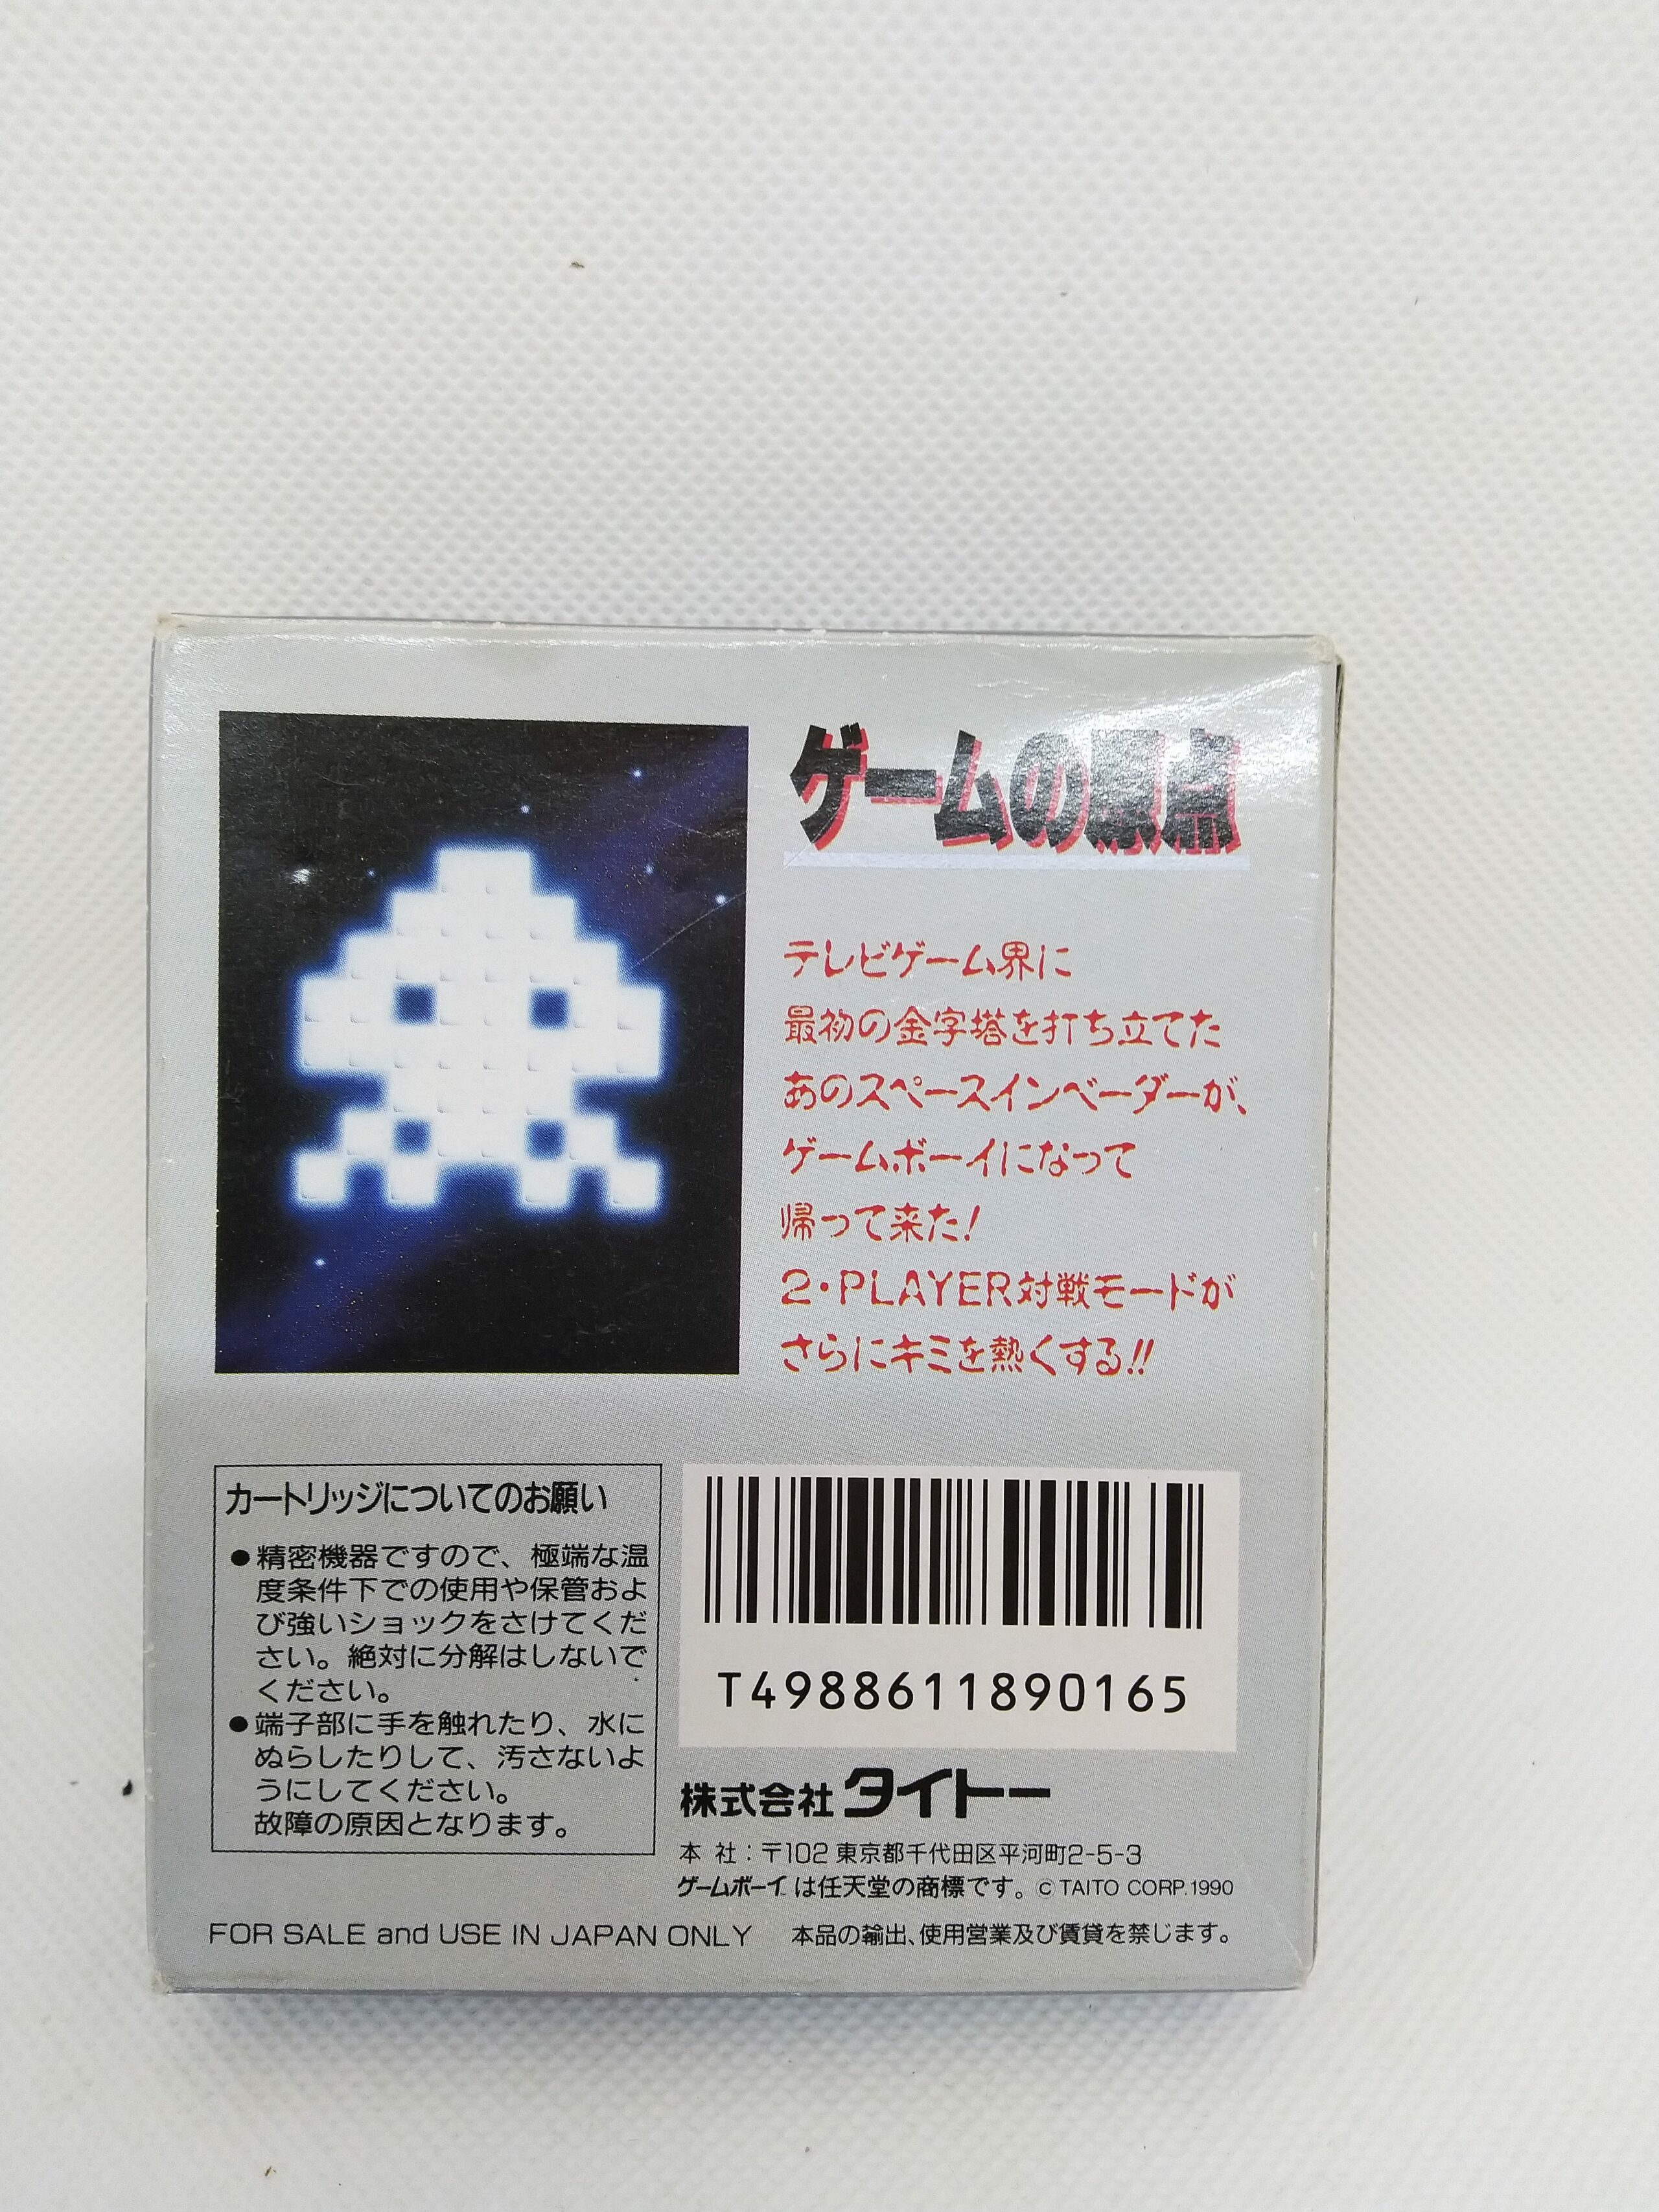 ゲームの原点
テレビゲーム界に
最初の金字塔を打ち立てた
あのスペースインベーダーが、
ゲームボーイになって
帰って来た!
2・PLAYER対戦モードが
さらにキミを熱くする!!
カートリッジについてのお願い
●精密機器ですので、極端な温
度条件下での使用や保管およ
び強いショックをさけてくだ
さい。絶対に分解はしないで
ください。
●端子部に手を触れたり、水に
ぬらしたりして、汚さないよ
うにしてください。
故障の原因となります。
T4988611890165
株式会社タイトー
本 社:〒102 東京都千代田区平河町2-5-3
ゲームボーイは任天堂の商標です。© TAITO CORP.1990
FOR SALE and USE IN JAPAN ONLY 本品の輸出、使用営業及び賃貸を禁じます。